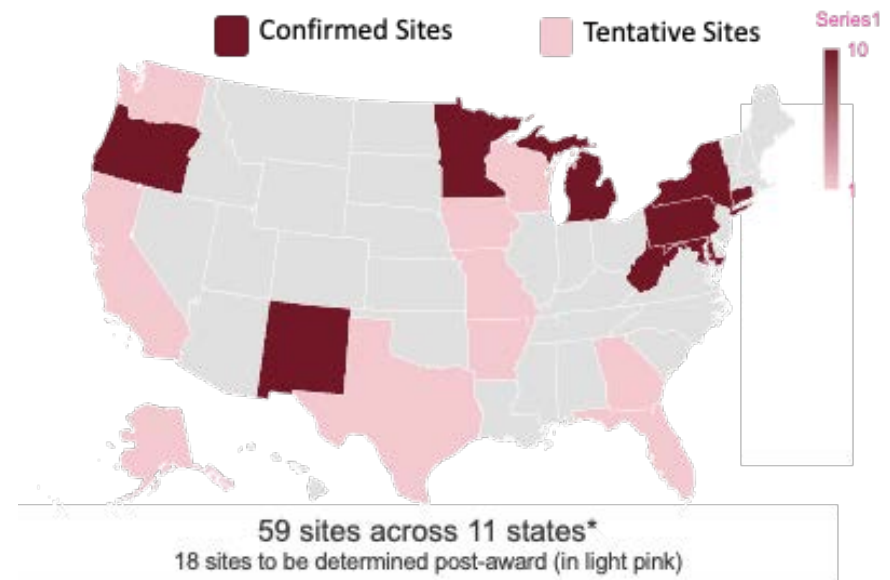 Confirmed Sites
Tentative Sites
Series1
10
1
59 sites across 11 states*
18 sites to be determined post-award (in light pink)